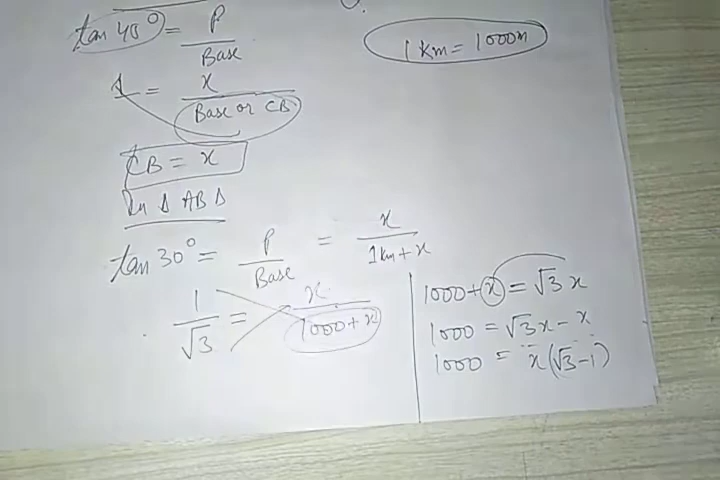 tan 45° = P / Base
1 km = 1000m
1 = x / Base or CB
CB = x
In Δ ABD
tan 30° = P / Base = x / 1km + x
1 / √3 = x / 1000 + x
1000 + x = √3 x
1000 = √3x - x
1000 = x(√3-1)